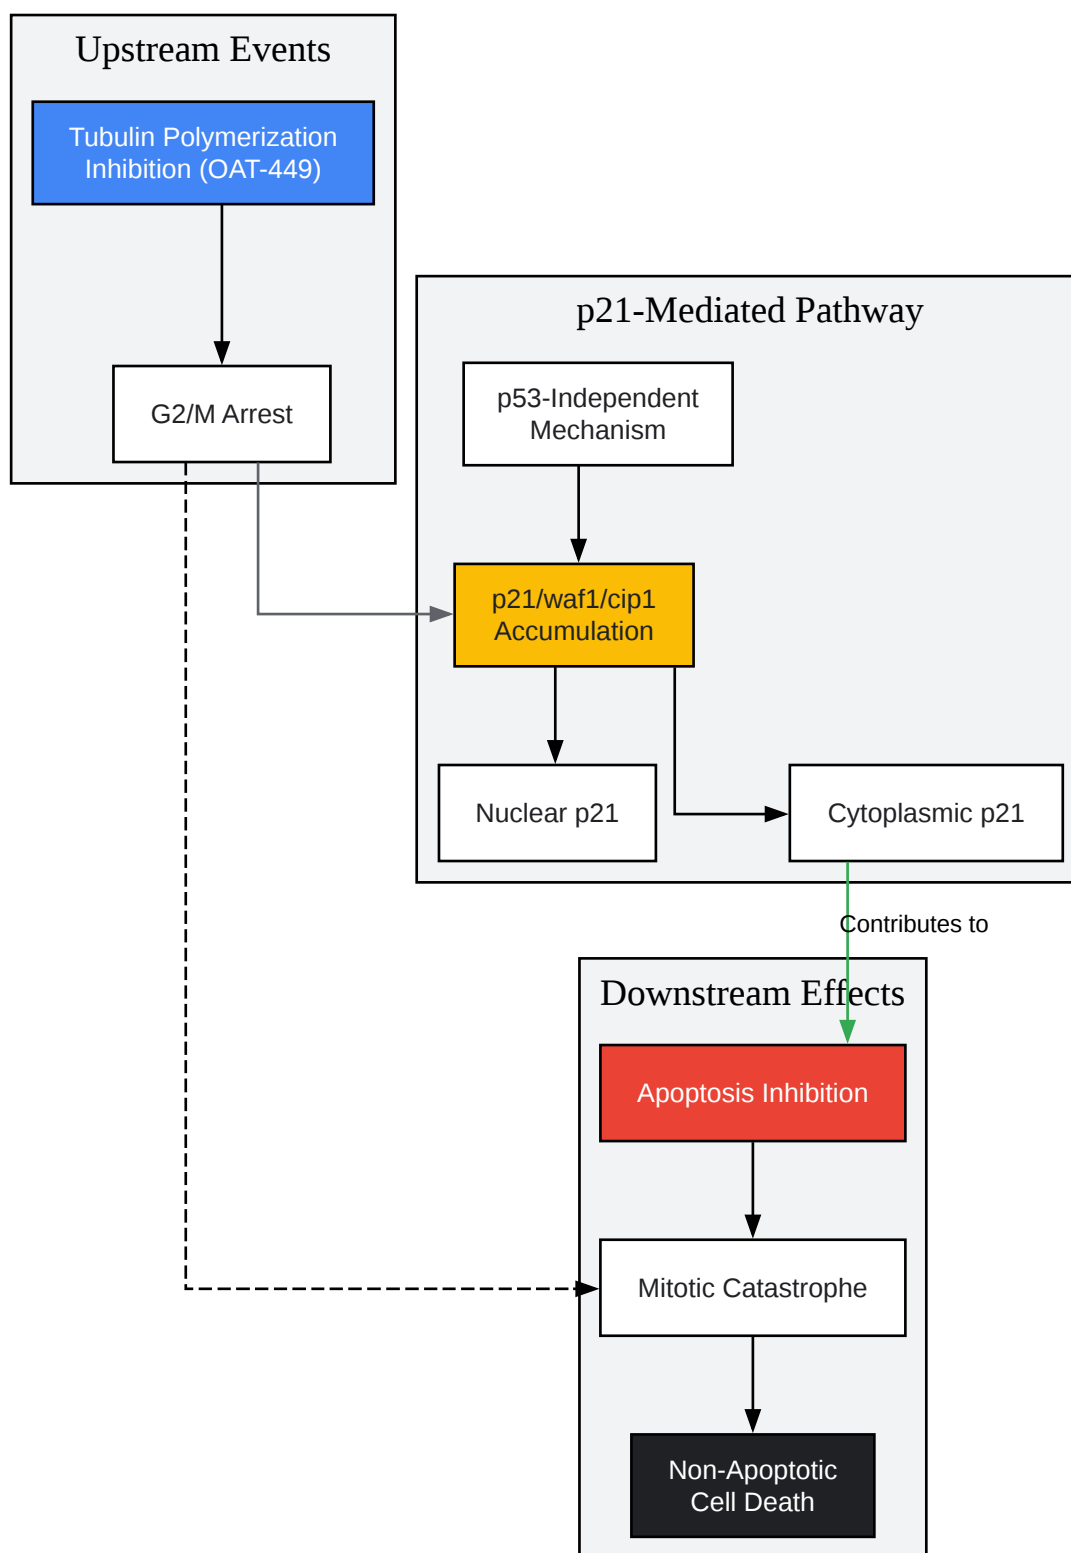 Upstream Events
Tubulin Polymerization
Inhibition (OAT-449)
G2/M Arrest
p21-Mediated Pathway
p53-Independent
Mechanism
p21/waf1/cip1
Accumulation
Nuclear p21
Cytoplasmic p21
Contributes to
Downstream Effects
Apoptosis Inhibition
Mitotic Catastrophe
Non-Apoptotic
Cell Death